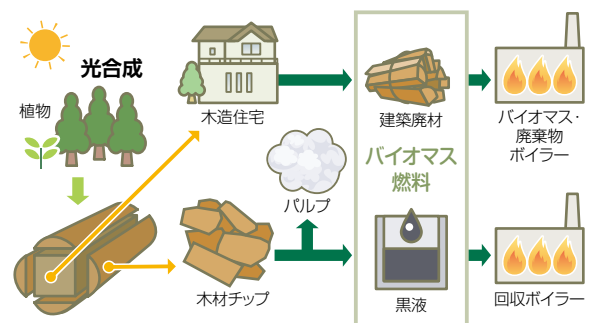 光合成
植物
木造住宅
建築廃材
バイオマス・
廃棄物
ボイラー
バイオマス
燃料
パルプ
木材チップ
黒液
回収ボイラー